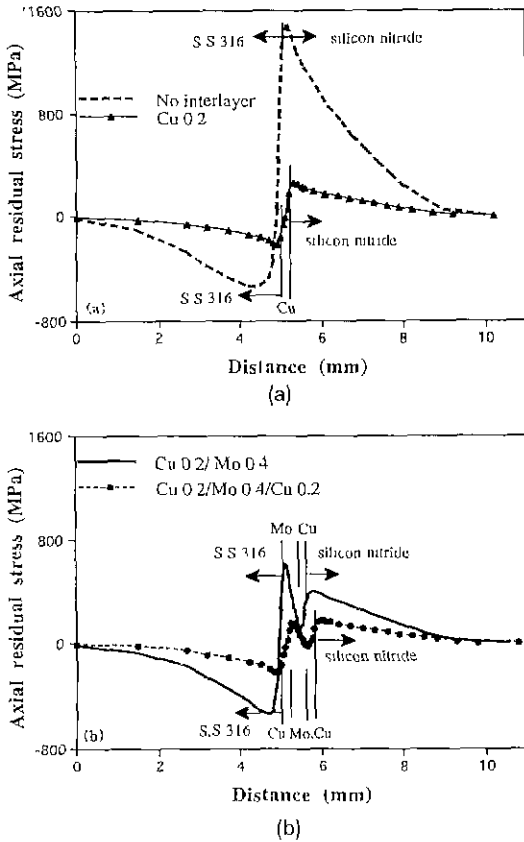 1600
S S 316
silicon nitride
No interlayer
Cu 0 2
800
0
silicon nitride
S S 316
(a)
Cu
-800
0 2 4 6 8 10
Axial residual stress (MPa)
Distance (mm)
(a)
1600
Cu 0 2/ Mo 0 4
Cu 0 2/Mo 0 4/Cu 0.2
Mo Cu
800
S S 316
silicon nitride
0
silicon nitride
S.S 316
(b)
Cu Mo Cu
-800
0 2 4 6 8 10
Axial residual stress (MPa)
Distance (mm)
(b)